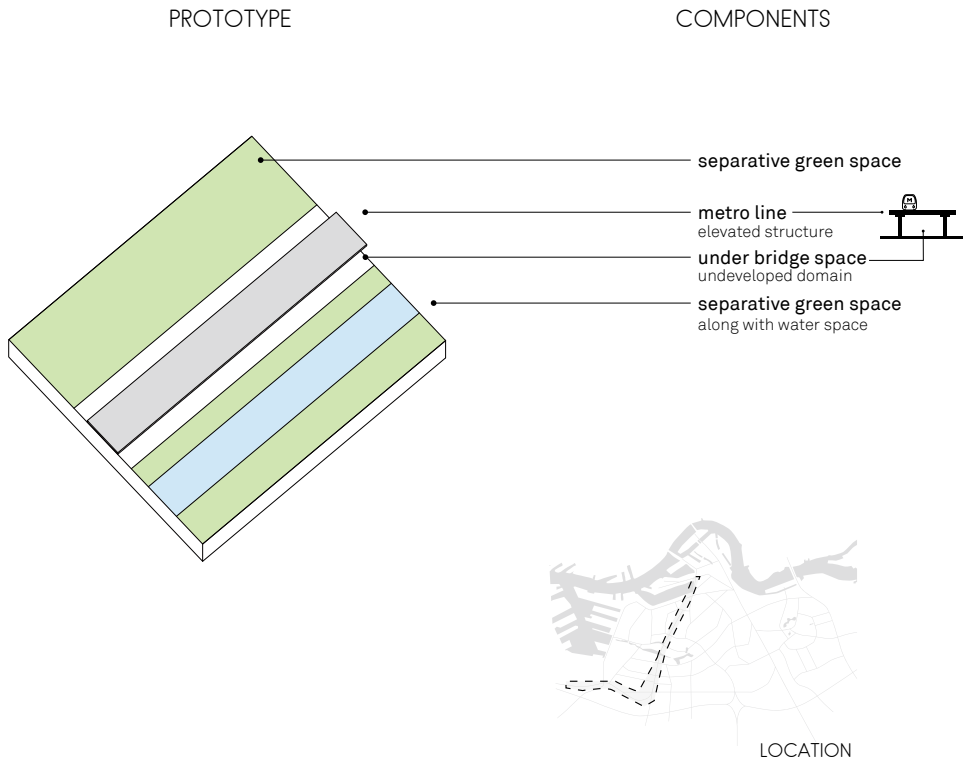 PROTOTYPE
COMPONENTS
separative green space
metro line
elevated structure
under bridge space
undeveloped domain
separative green space
along with water space
M
LOCATION